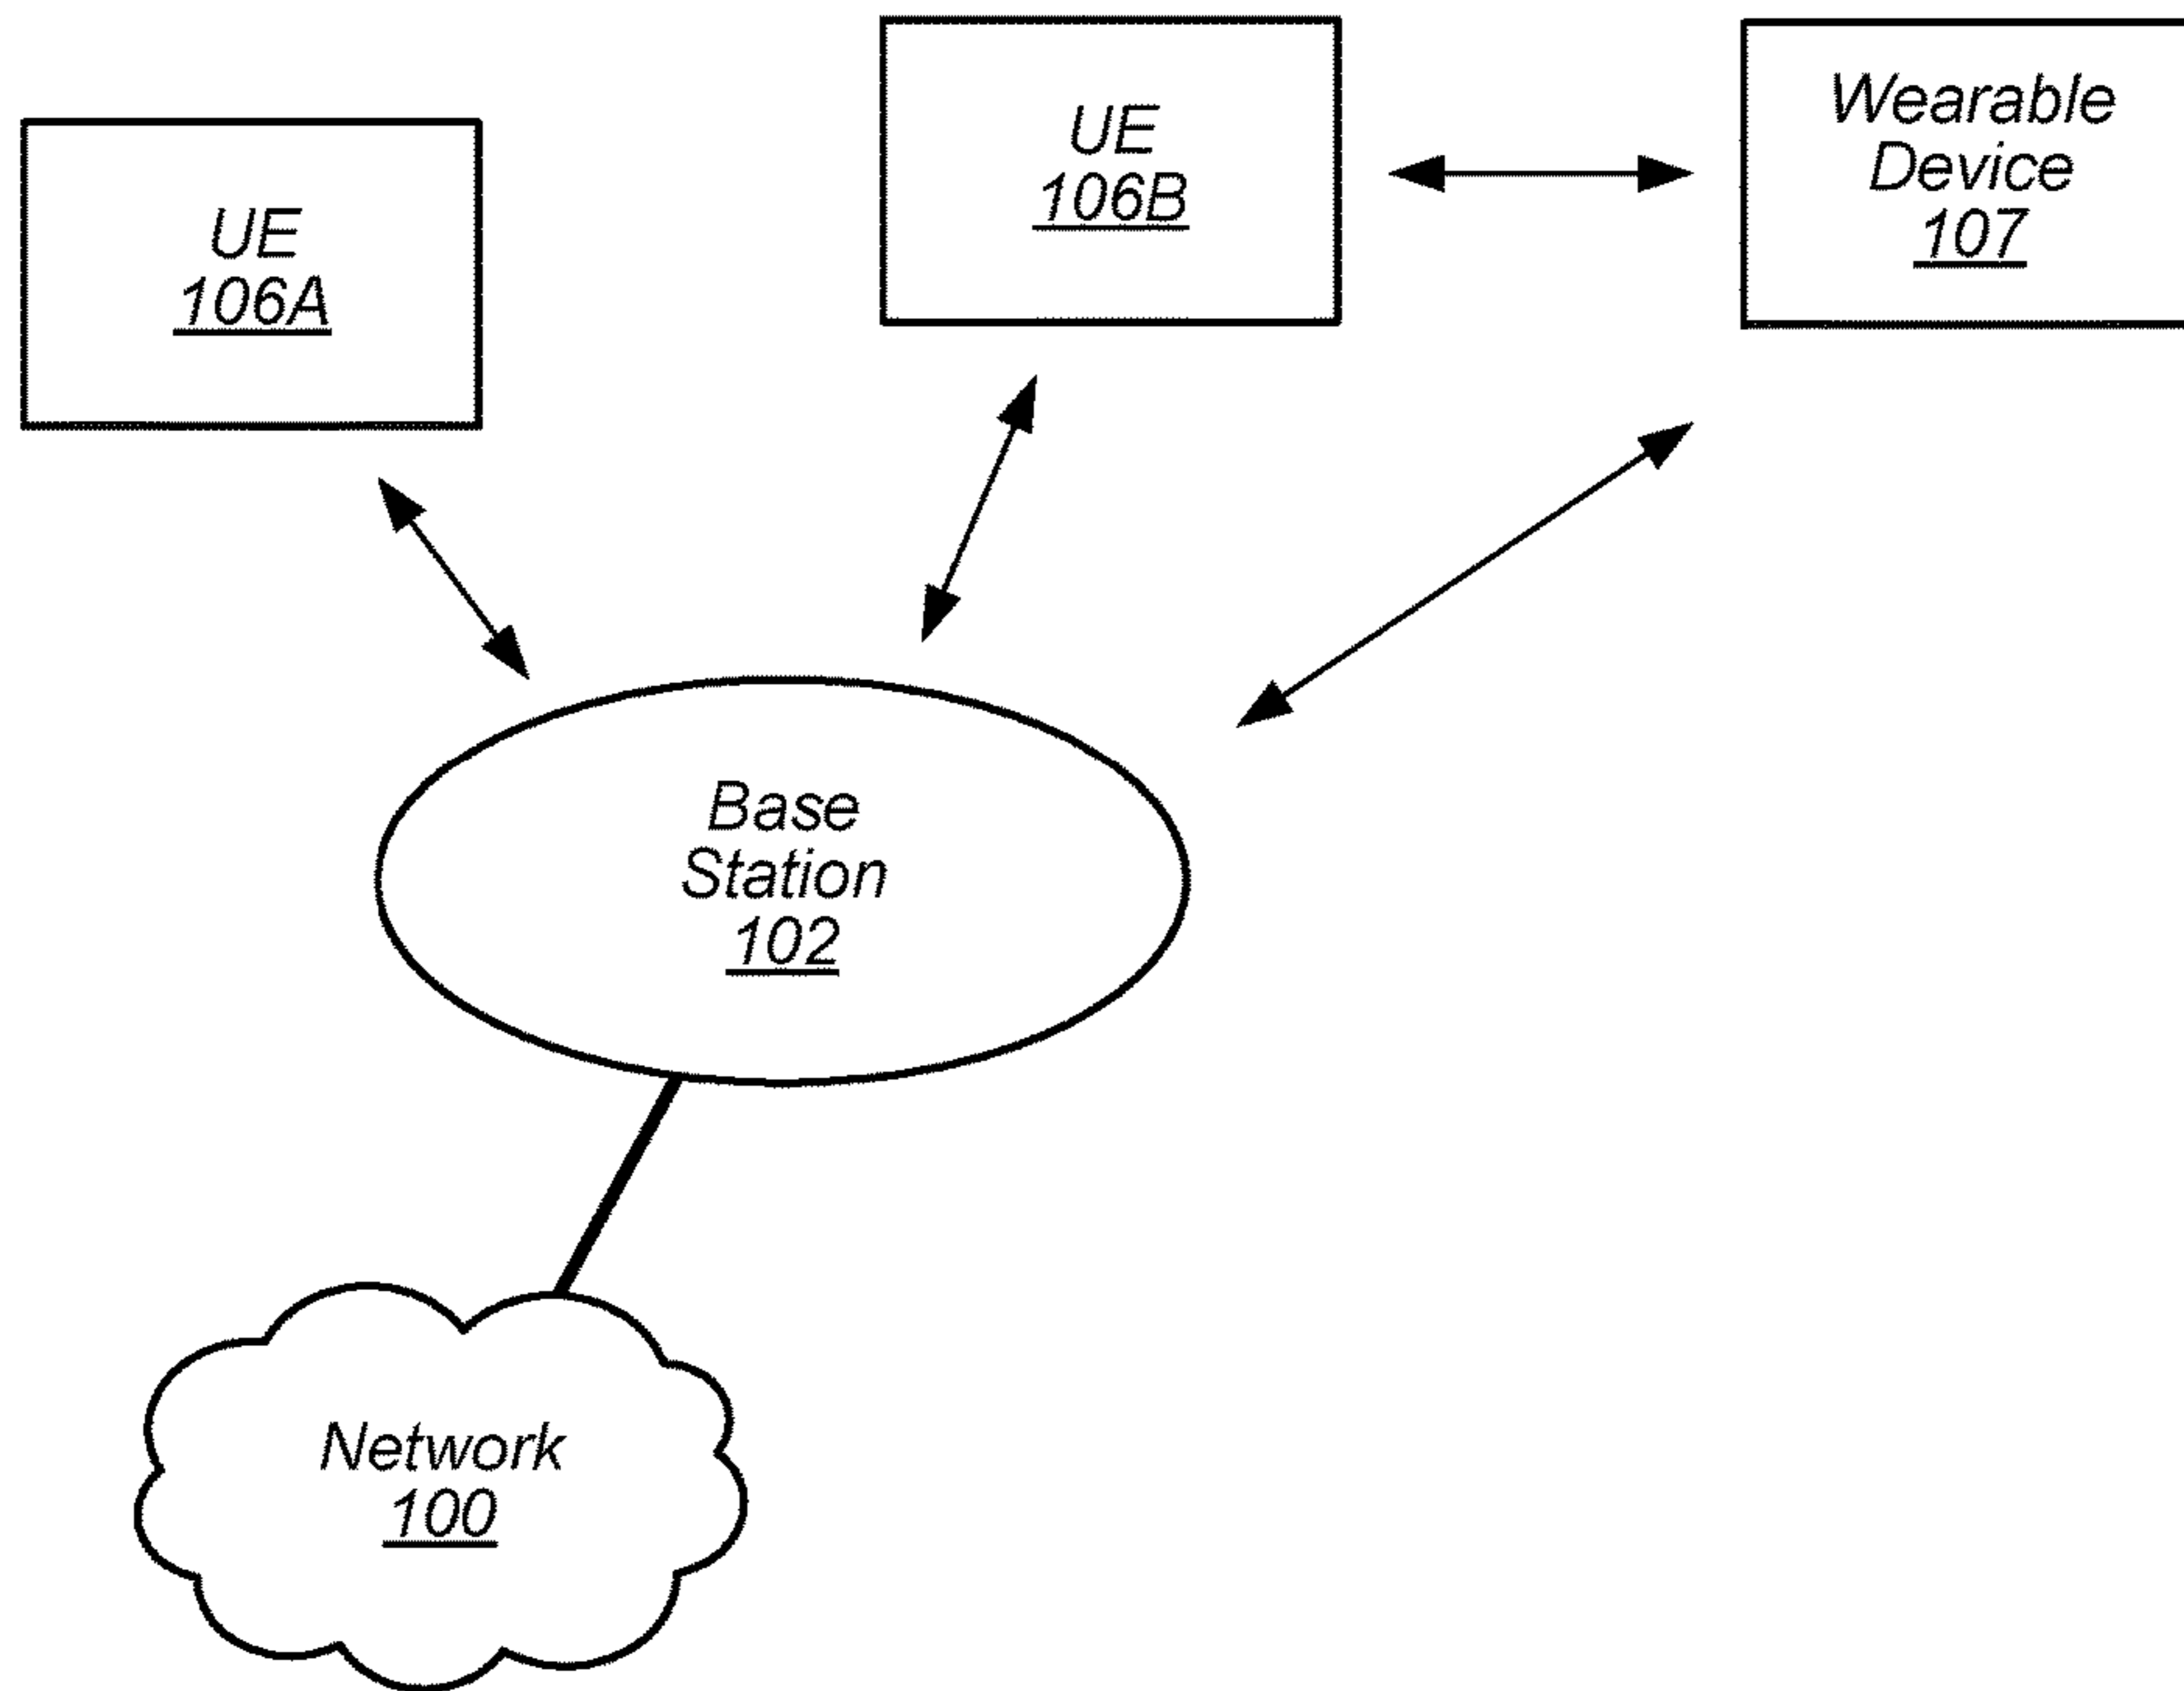 UE
106A
UE
106B
Wearable
Device
107
Base
Station
102
Network
100